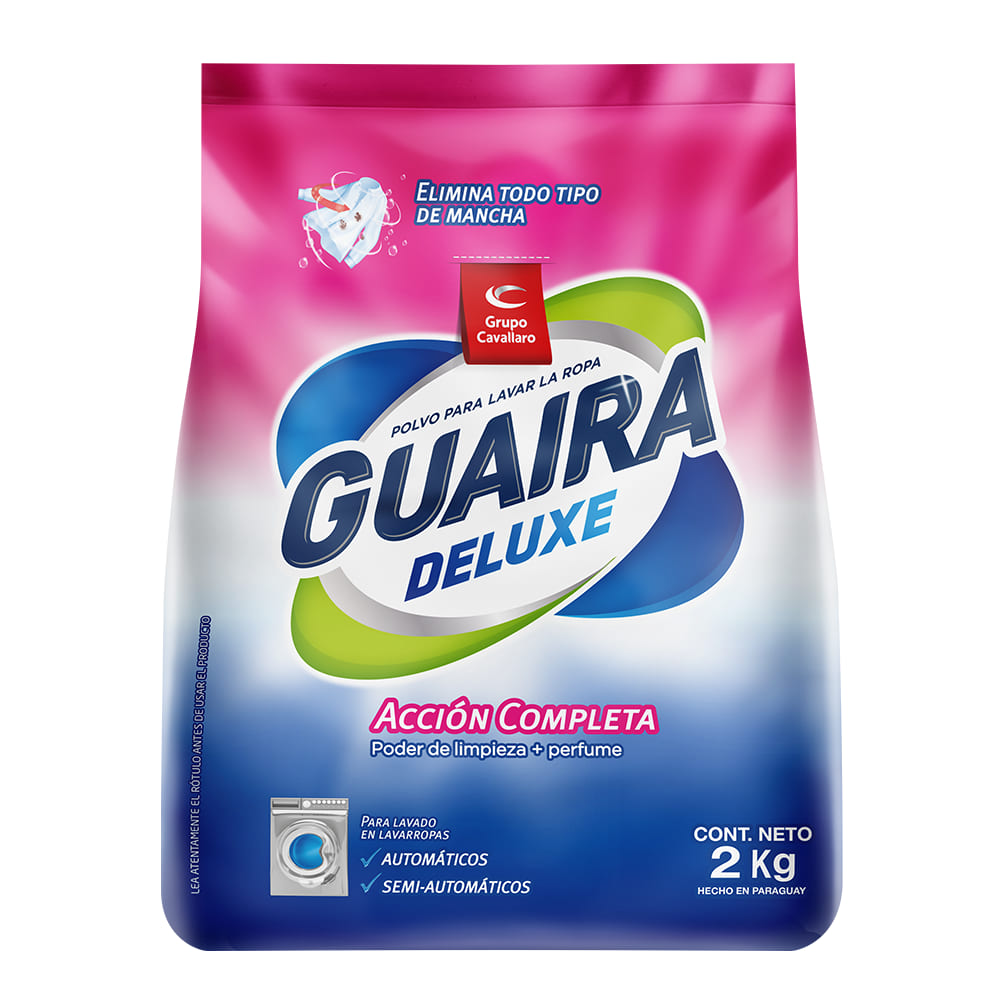 ELIMINA TODO TIPO
DE MANCHA
Grupo
Cavallaro
POLVO PARA LAVAR LA ROPA
GUAIRA
DELUXE
ACCIÓN COMPLETA
Poder de limpieza + perfume
LEA ATENTAMENTE EL RÓTULO ANTES DE USAR EL PRODUCTO
PARA LAVADO
EN LAVARROPAS
AUTOMÁTICOS
SEMI-AUTOMÁTICOS
CONT. NETO
2 Kg
HECHO EN PARAGUAY